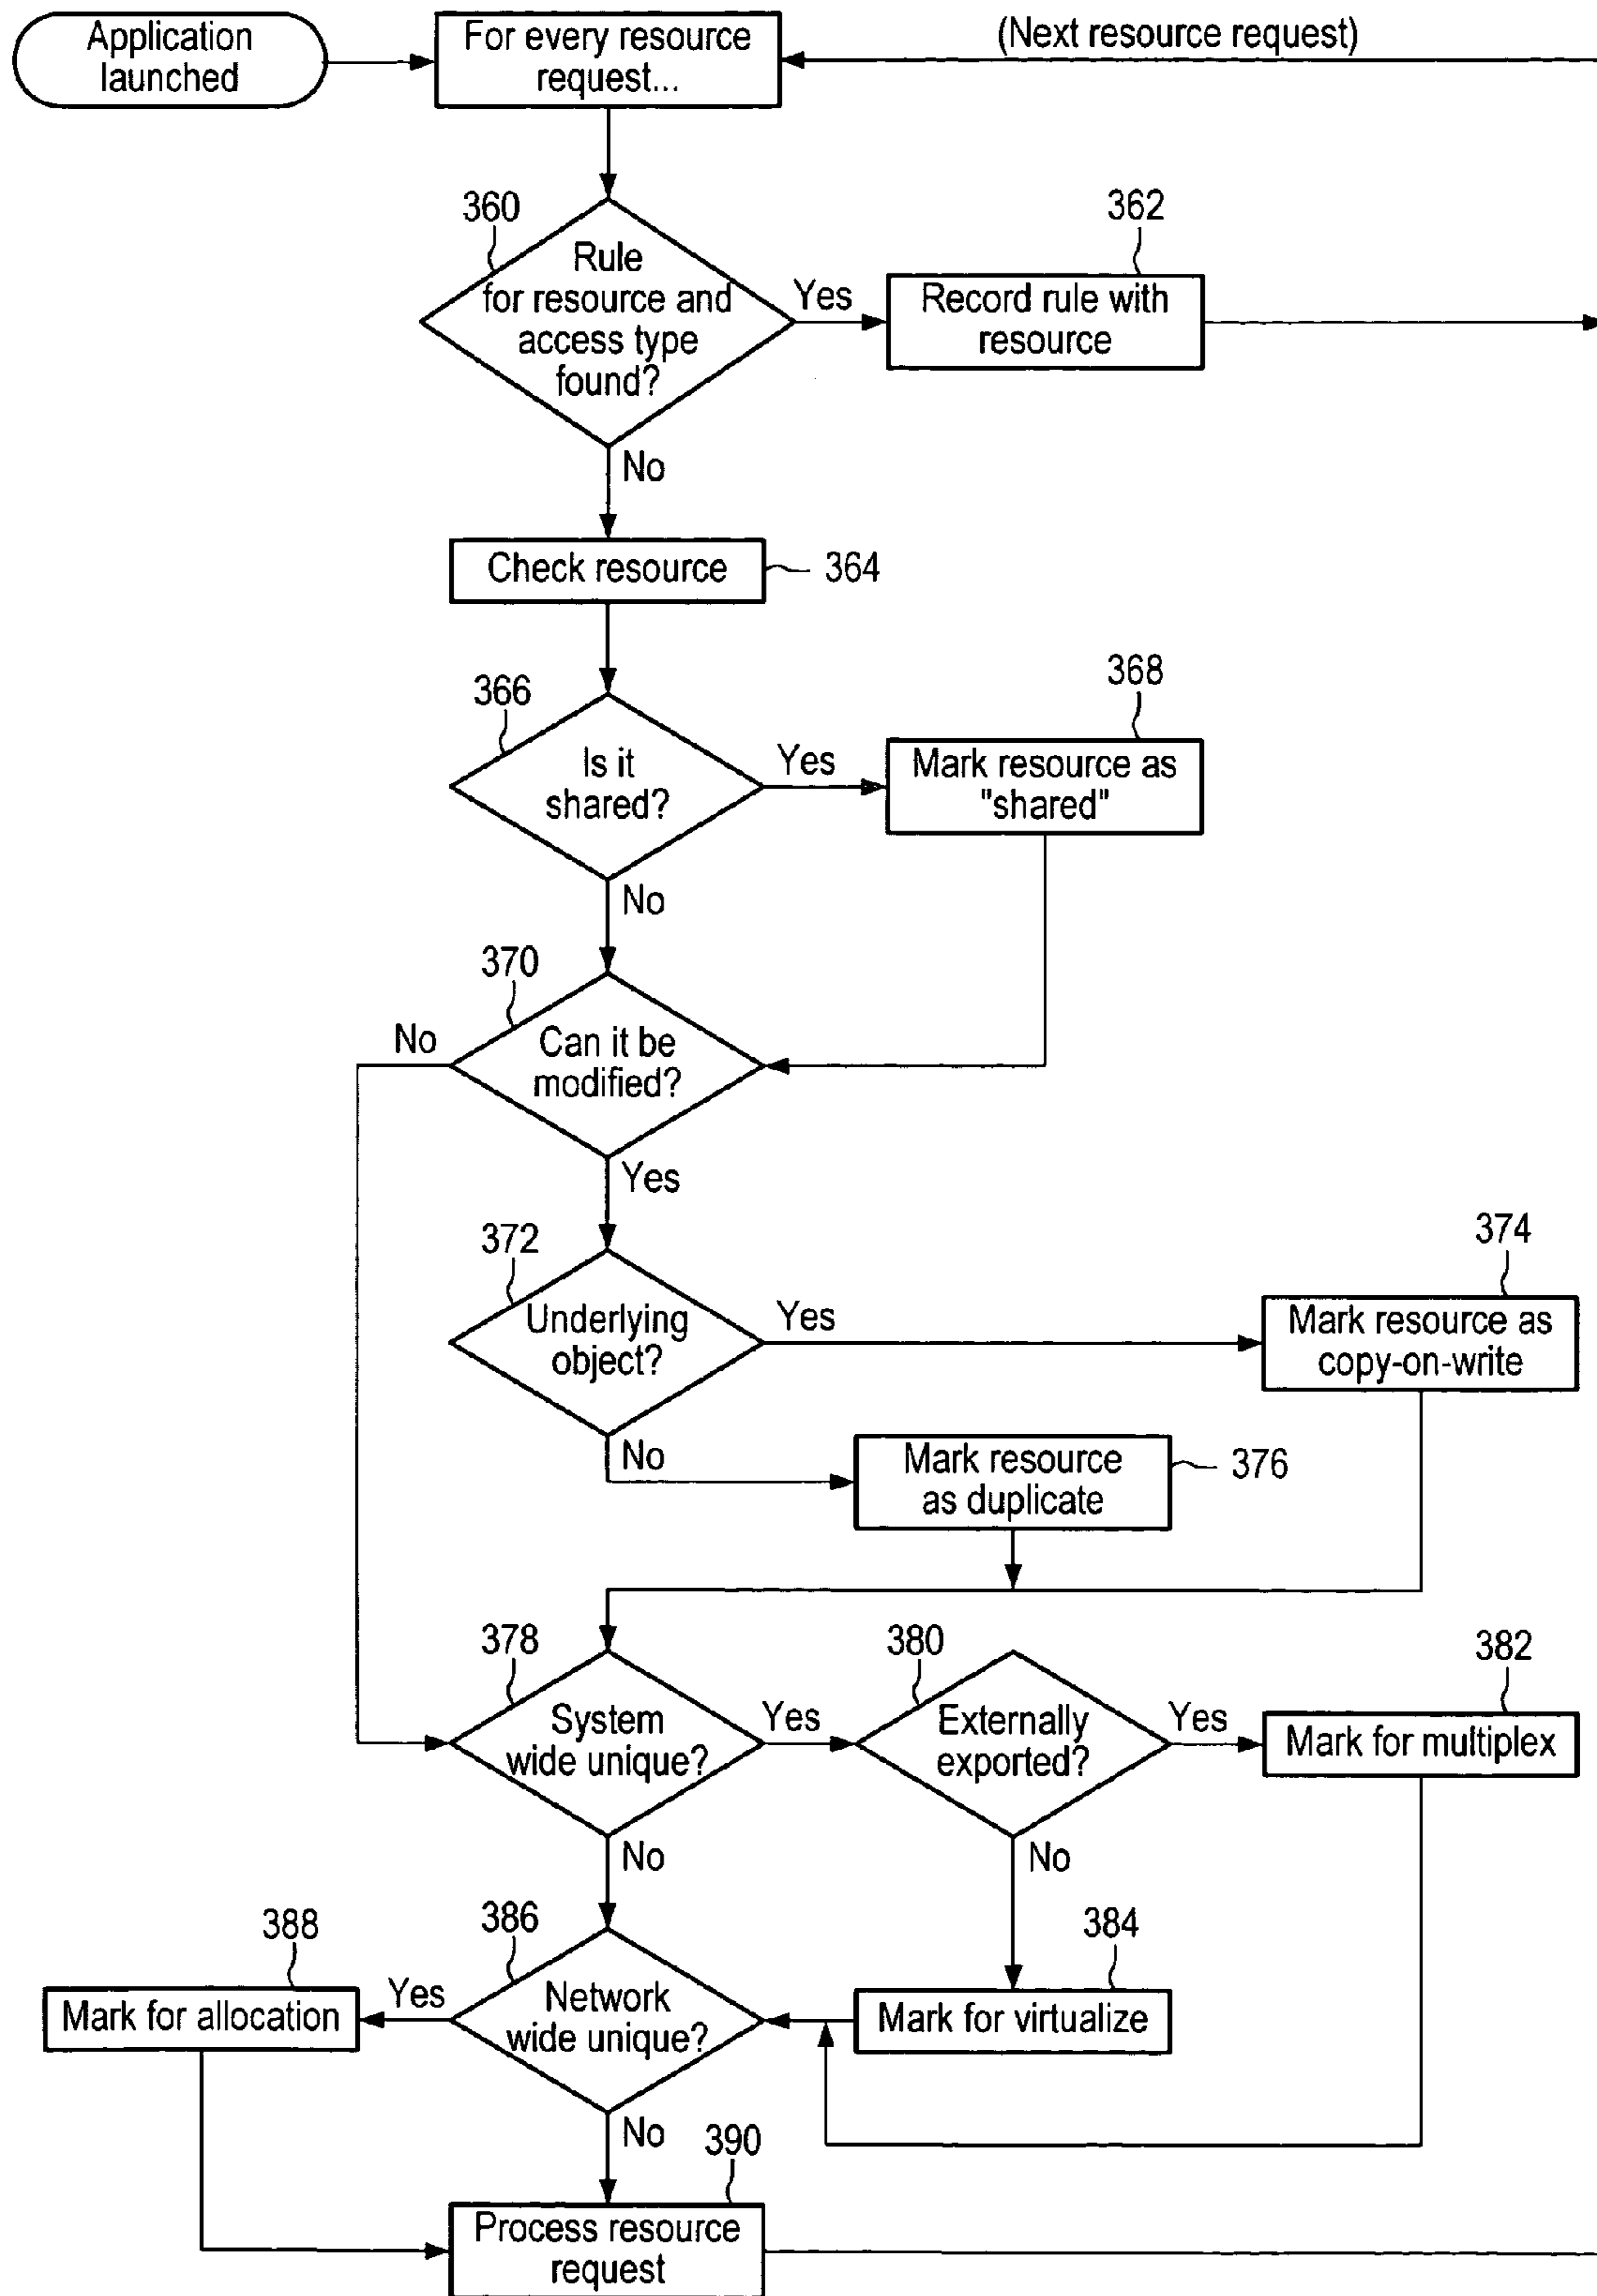 Application
launched
For every resource
request...
(Next resource request)
360
Rule
for resource and
access type
found?
Yes
362
Record rule with
resource
No
Check resource
364
366
Is it
shared?
Yes
368
Mark resource as
"shared"
No
370
No
Can it be
modified?
Yes
372
Underlying
object?
Yes
374
Mark resource as
copy-on-write
No
Mark resource
as duplicate
376
378
System
wide unique?
Yes
380
Externally
exported?
Yes
382
Mark for multiplex
No
No
388
Mark for allocation
Yes
386
Network
wide unique?
384
Mark for virtualize
No
390
Process resource
request